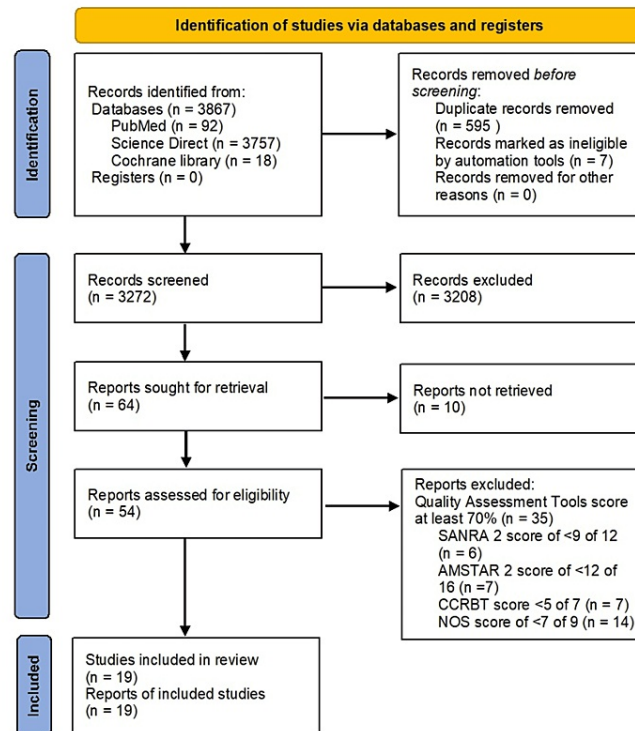 Identification of studies via databases and registers
Identification
Records identified from:
Databases (n = 3867)
PubMed (n = 92)
Science Direct (n = 3757)
Cochrane library (n = 18)
Registers (n = 0)
Records removed before
screening:
Duplicate records removed
(n = 595 )
Records marked as ineligible
by automation tools (n = 7)
Records removed for other
reasons (n = 0)
Screening
Records screened
(n = 3272)
Records excluded
(n = 3208)
Reports sought for retrieval
(n = 64)
Reports not retrieved
(n = 10)
Reports assessed for eligibility
(n = 54)
Reports excluded:
Quality Assessment Tools score
at least 70% (n = 35)
SANRA 2 score of <9 of 12
(n = 6)
AMSTAR 2 score of <12 of
16 (n =7)
CCRBT score <5 of 7 (n = 7)
NOS score of <7 of 9 (n = 14)
Included
Studies included in review
(n = 19)
Reports of included studies
(n = 19)